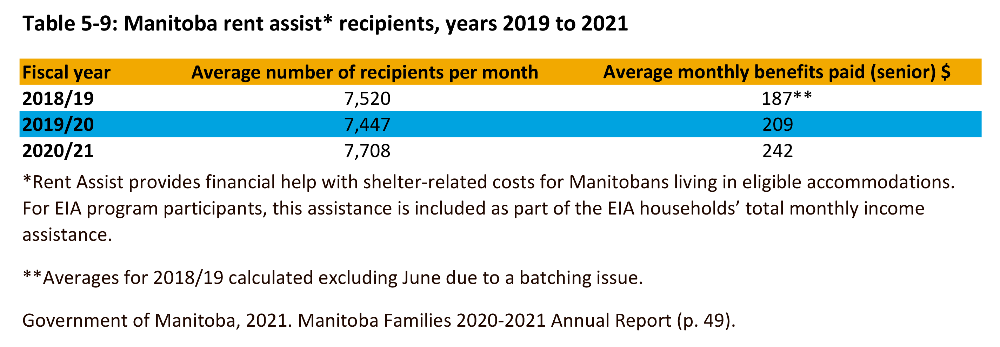 Table 5-9: Manitoba rent assist* recipients, years 2019 to 2021
Fiscal year Average number of recipients per month Average monthly benefits paid (senior) $
2018/19 7,520 187**
2019/20 7,447 209
2020/21 7,708 242
*Rent Assist provides financial help with shelter-related costs for Manitobans living in eligible accommodations.
For EIA program participants, this assistance is included as part of the EIA households’ total monthly income
assistance.
**Averages for 2018/19 calculated excluding June due to a batching issue.
Government of Manitoba, 2021. Manitoba Families 2020-2021 Annual Report (p. 49).